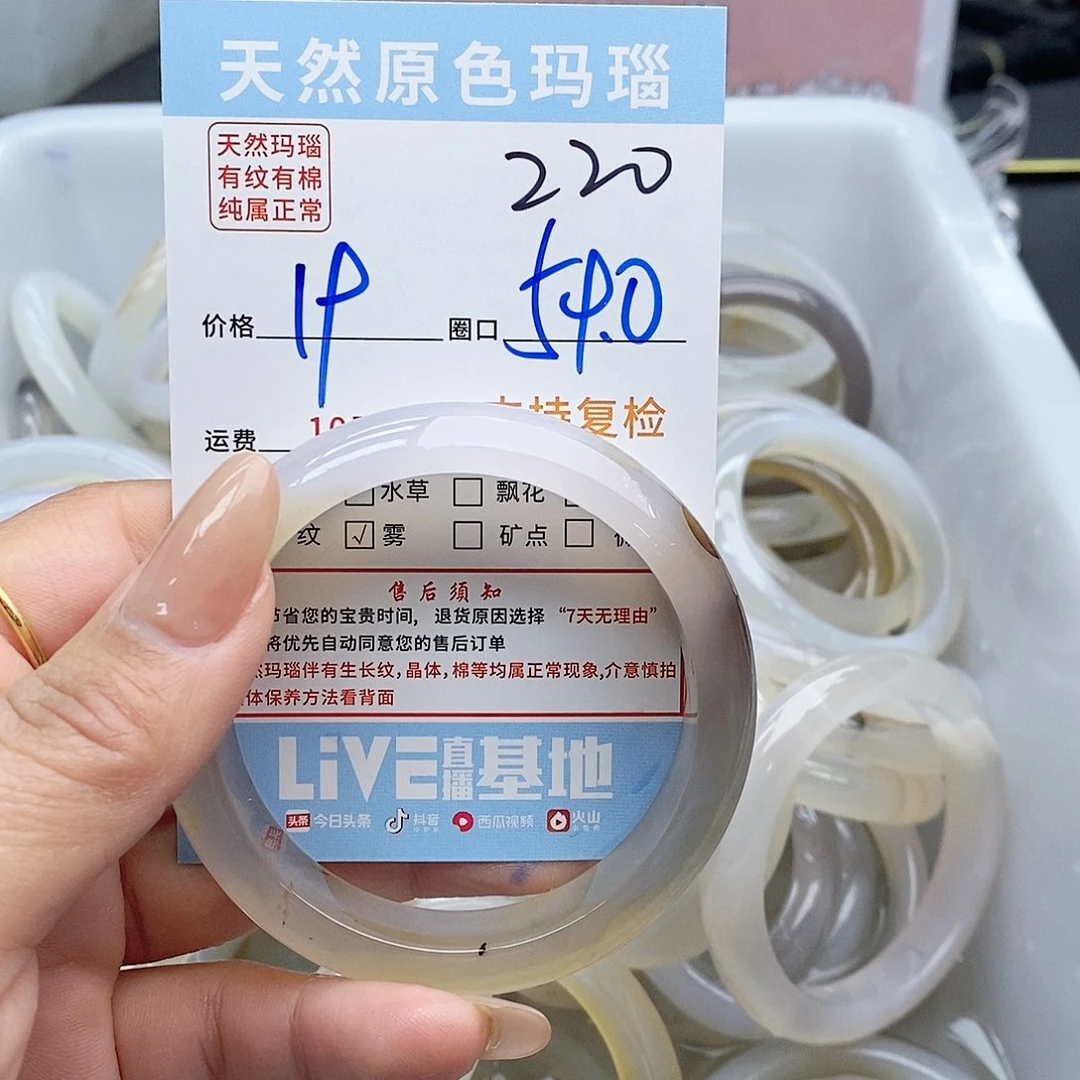 天然原色玛瑙
天然玛瑙
有纹有棉
纯属正常
220
价格 19 圈口 54.0
运费 10
支持复检
水草 飘花
纹 √ 雾 矿点
售后须知
节省您的宝贵时间，退货原因选择“7天无理由”
将优先自动同意您的售后订单
然玛瑙伴有生长纹,晶体,棉等均属正常现象,介意慎拍
体保养方法看背面
LiVE直播基地
头条 今日头条 抖音 西瓜视频 火山